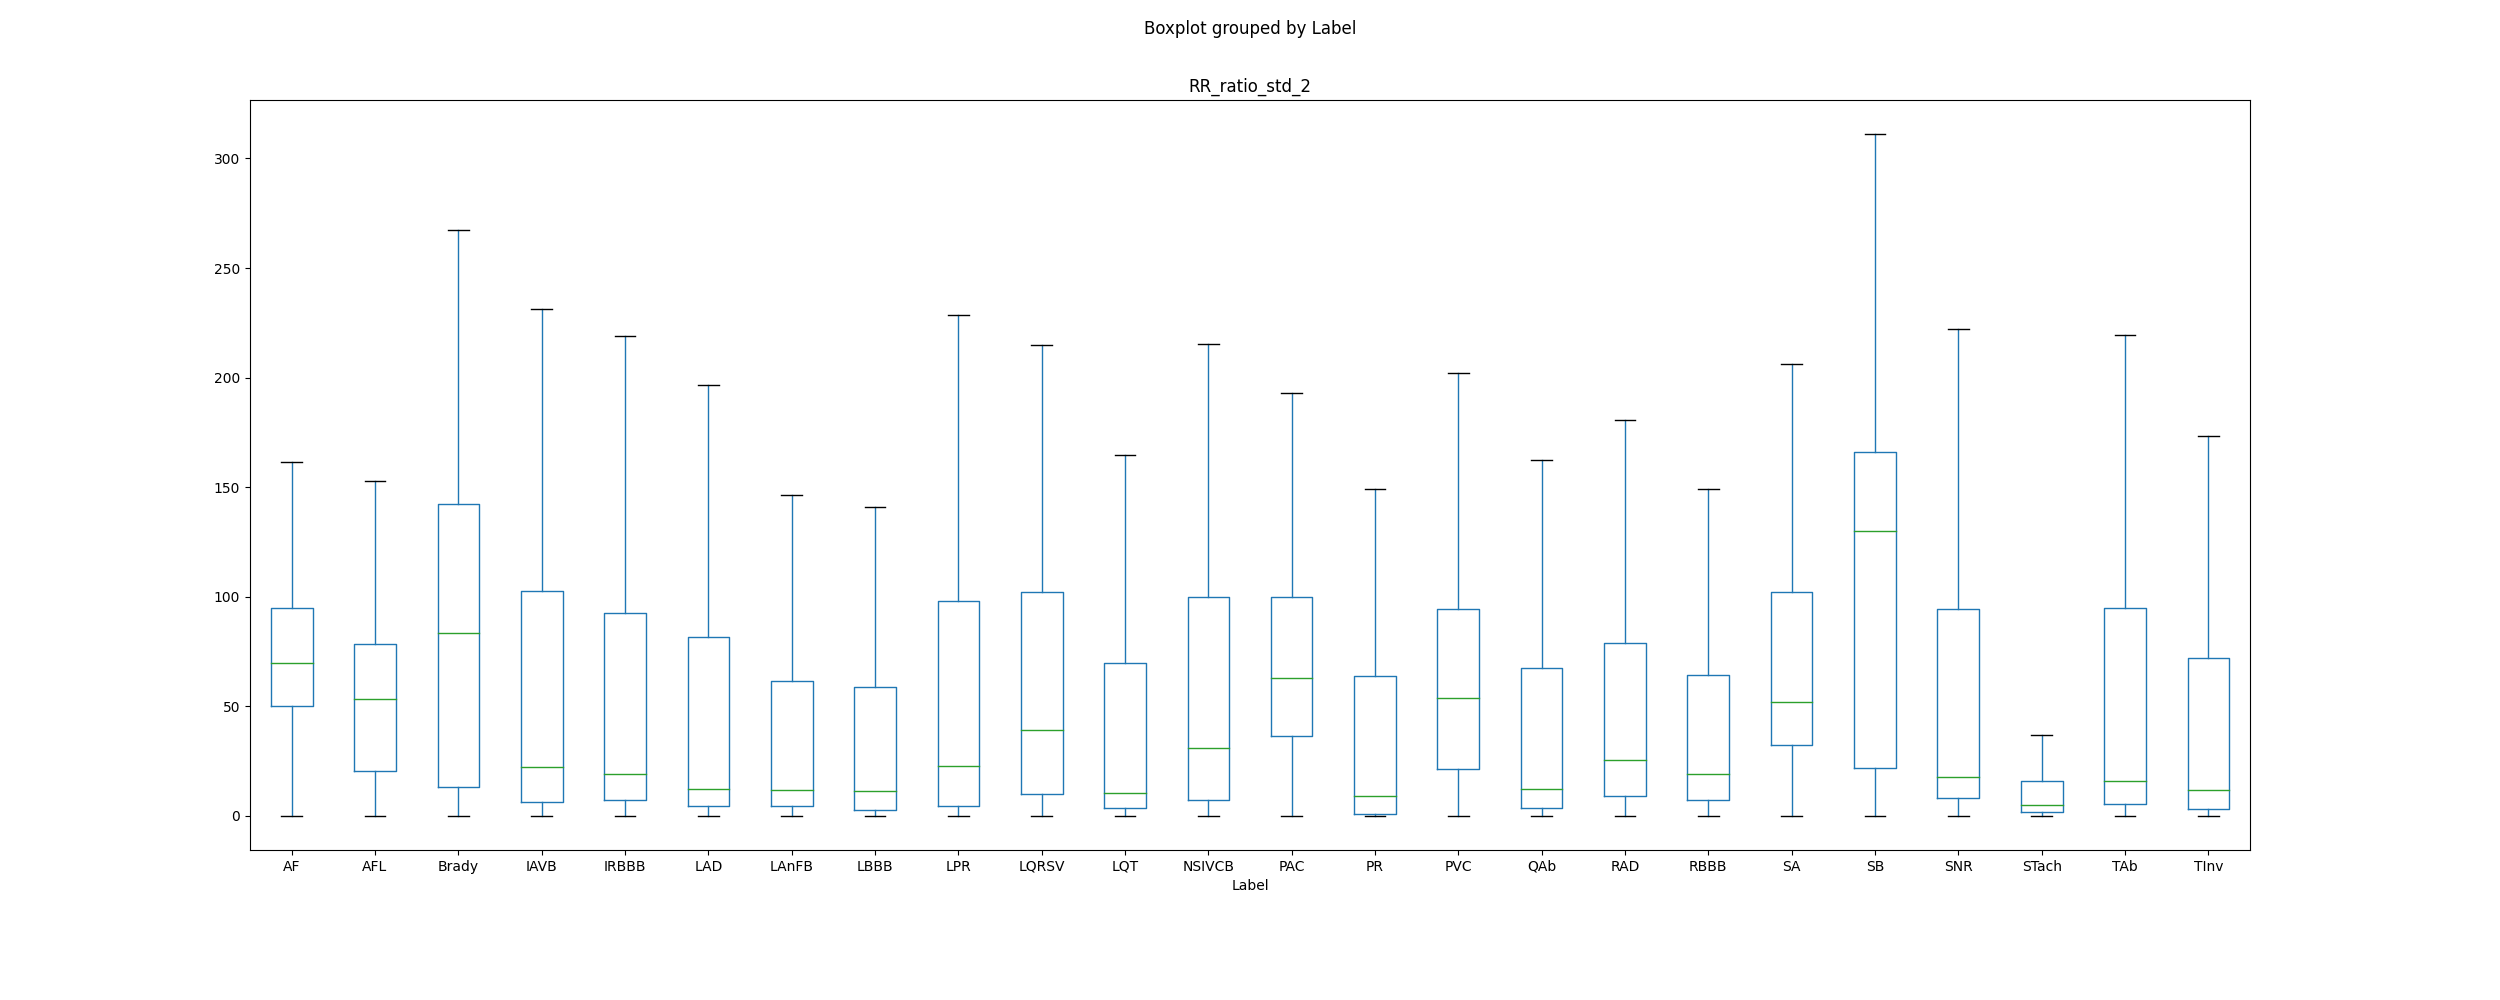 Boxplot grouped by Label
RR_ratio_std_2
300
250
200
150
100
50
0
AF AFL Brady IAVB IRBBB LAD LAnFB LBBB LPR LQRSV LQT NSIVCB PAC PR PVC QAb RAD RBBB SA SB SNR STach TAb TInv
Label